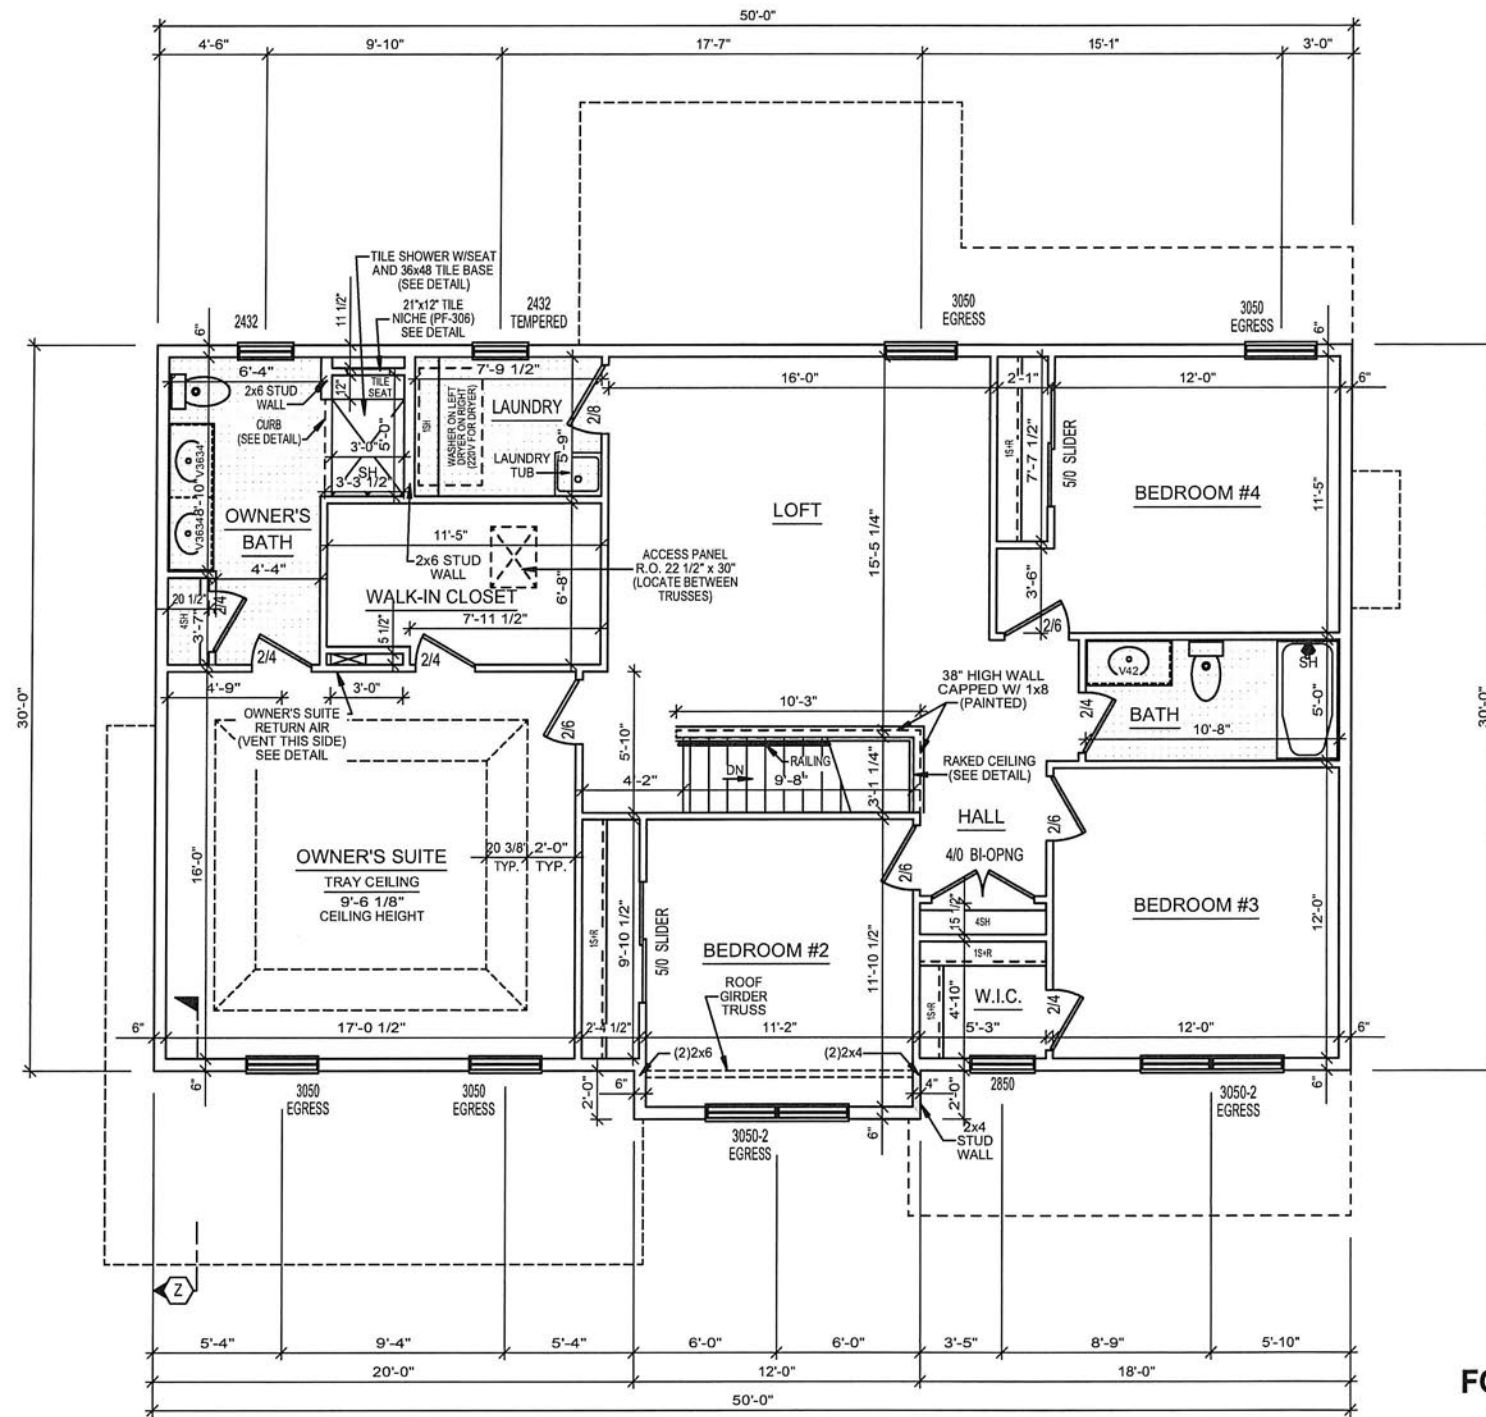 50'-0"
4'-6"
9'-10"
17'-7"
15'-1"
3'-0"
TILE SHOWER W/SEAT
AND 36x48 TILE BASE
(SEE DETAIL)
11 1/2"
21"x12" TILE
NICHE (PF-306)
SEE DETAIL
2432
TEMPERED
3050
EGRESS
3050
EGRESS
2432
6"
6"
6'-4"
2x6 STUD
WALL
12"
TILE
SEAT
7'-9 1/2"
16'-0"
2'-1"
12'-0"
6"
CURB
(SEE DETAIL)
3'-0"
5'-0"
SH
3'-3 1/2"
1SH
WASHER ON LEFT
DRYER ON RIGHT
(220V FOR DRYER)
LAUNDRY
LAUNDRY
TUB
5'-9"
2/8
1S+R
7'-7 1/2"
5/0 SLIDER
BEDROOM #4
11'-5"
LOFT
15'-5 1/4"
V3634
8'-10"
V3634
OWNER'S
BATH
11'-5"
2x6 STUD
WALL
ACCESS PANEL
R.O. 22 1/2" x 30"
(LOCATE BETWEEN
TRUSSES)
4'-4"
6'-8"
WALK-IN CLOSET
7'-11 1/2"
3'-6"
20 1/2"
2/4
4SH
3'-7"
5 1/2"
2/4
2/4
2/6
30'-0"
4'-9"
3'-0"
OWNER'S SUITE
RETURN AIR
(VENT THIS SIDE)
SEE DETAIL
2/6
5'-10"
38" HIGH WALL
CAPPED W/ 1x8
(PAINTED)
10'-3"
V42
SH
2/4
BATH
5'-0"
10'-8"
30'-0"
RAILING
DN
4'-2"
9'-8"
3'-1 1/4"
RAKED CEILING
(SEE DETAIL)
HALL
2/6
4/0 BI-OPNG
2/6
OWNER'S SUITE
TRAY CEILING
9'-6 1/8"
CEILING HEIGHT
20 3/8"
TYP.
2'-0"
TYP.
16'-0"
1S+R
9'-10 1/2"
5/0 SLIDER
BEDROOM #2
ROOF
GIRDER
TRUSS
11'-10 1/2"
15 1/2"
4SH
1S+R
1S+R
4'-10"
W.I.C.
2/4
BEDROOM #3
12'-0"
6"
17'-0 1/2"
2'-4 1/2"
11'-2"
5'-3"
12'-0"
6"
(2)2x6
(2)2x4
6"
3050
EGRESS
3050
EGRESS
2'-0"
6"
4"
2'-0"
2850
3050-2
EGRESS
6"
3050-2
EGRESS
6"
2x4
STUD
WALL
Z
5'-4"
9'-4"
5'-4"
6'-0"
6'-0"
3'-5"
8'-9"
5'-10"
20'-0"
12'-0"
18'-0"
50'-0"